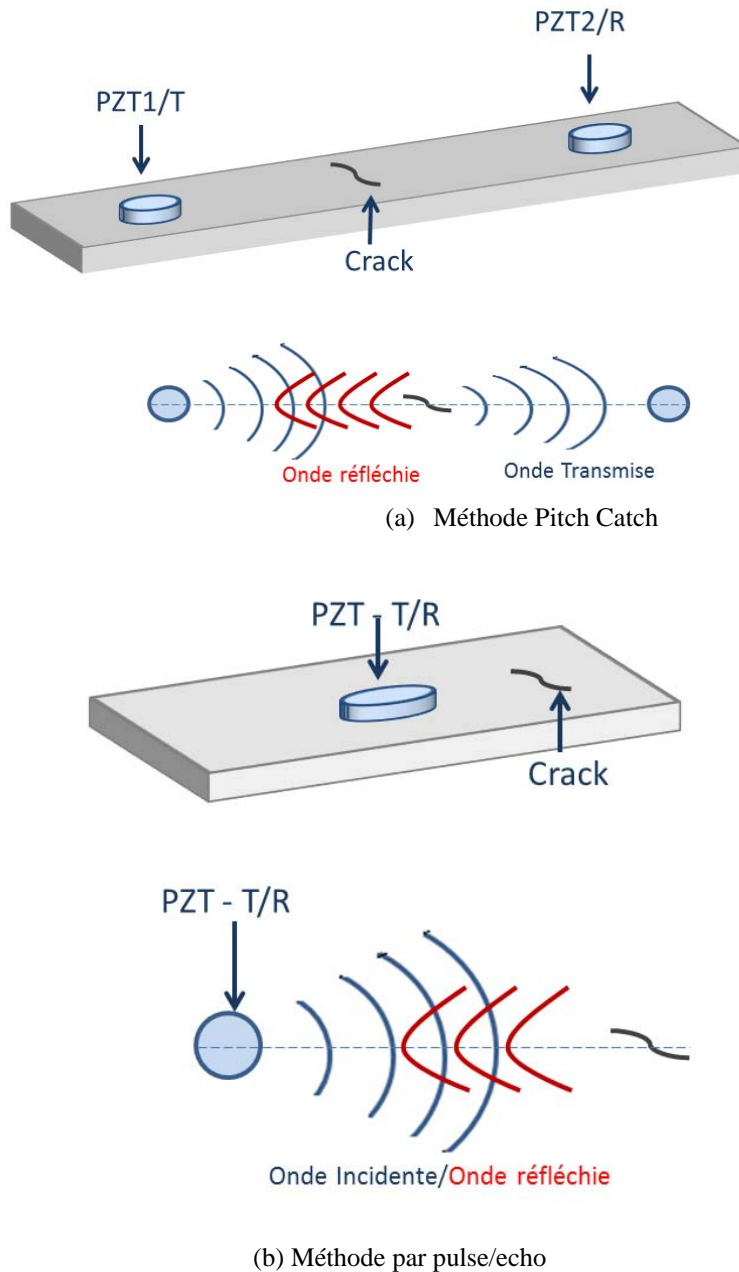 PZT2/R
PZT1/T
Crack
Onde réfléchie
Onde Transmise
(a) Méthode Pitch Catch
PZT - T/R
Crack
PZT - T/R
Onde Incidente/Onde réfléchie
(b) Méthode par pulse/echo